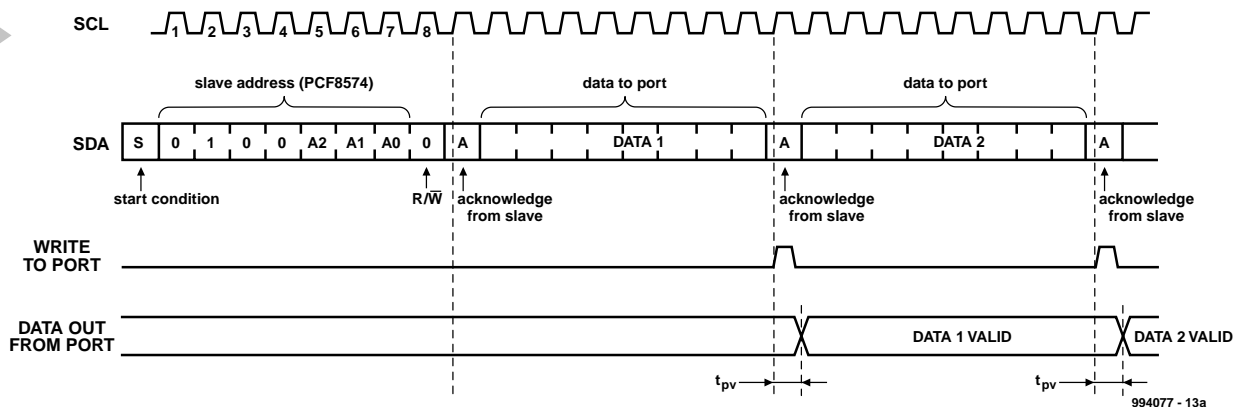 SCL
1 2 3 4 5 6 7 8
slave address (PCF8574)
data to port
data to port
SDA
S 0 1 0 0 A2 A1 A0 0 A DATA 1 A DATA 2 A
start condition
R/W̅
acknowledge
from slave
acknowledge
from slave
acknowledge
from slave
WRITE
TO PORT
DATA OUT
FROM PORT
DATA 1 VALID
DATA 2 VALID
tpv
tpv
994077 - 13a